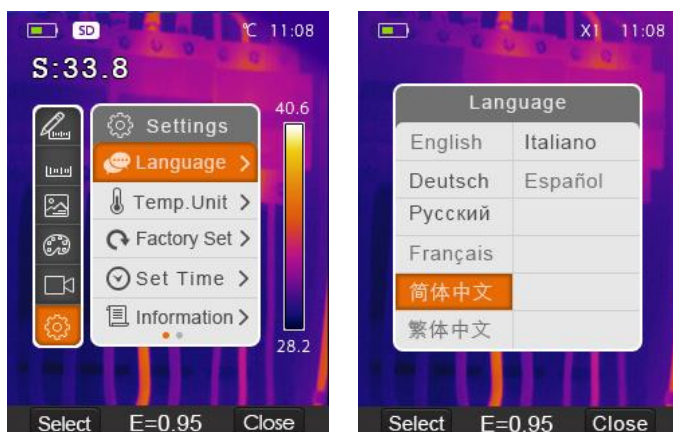 SD ℃ 11:08
S:33.8
40.6
Settings
Language >
Temp.Unit >
Factory Set >
Set Time >
Information >
28.2
Select E=0.95 Close
X1 11:08
Language
English Italiano
Deutsch Español
Русский
Français
简体中文
繁体中文
Select E=0.95 Close